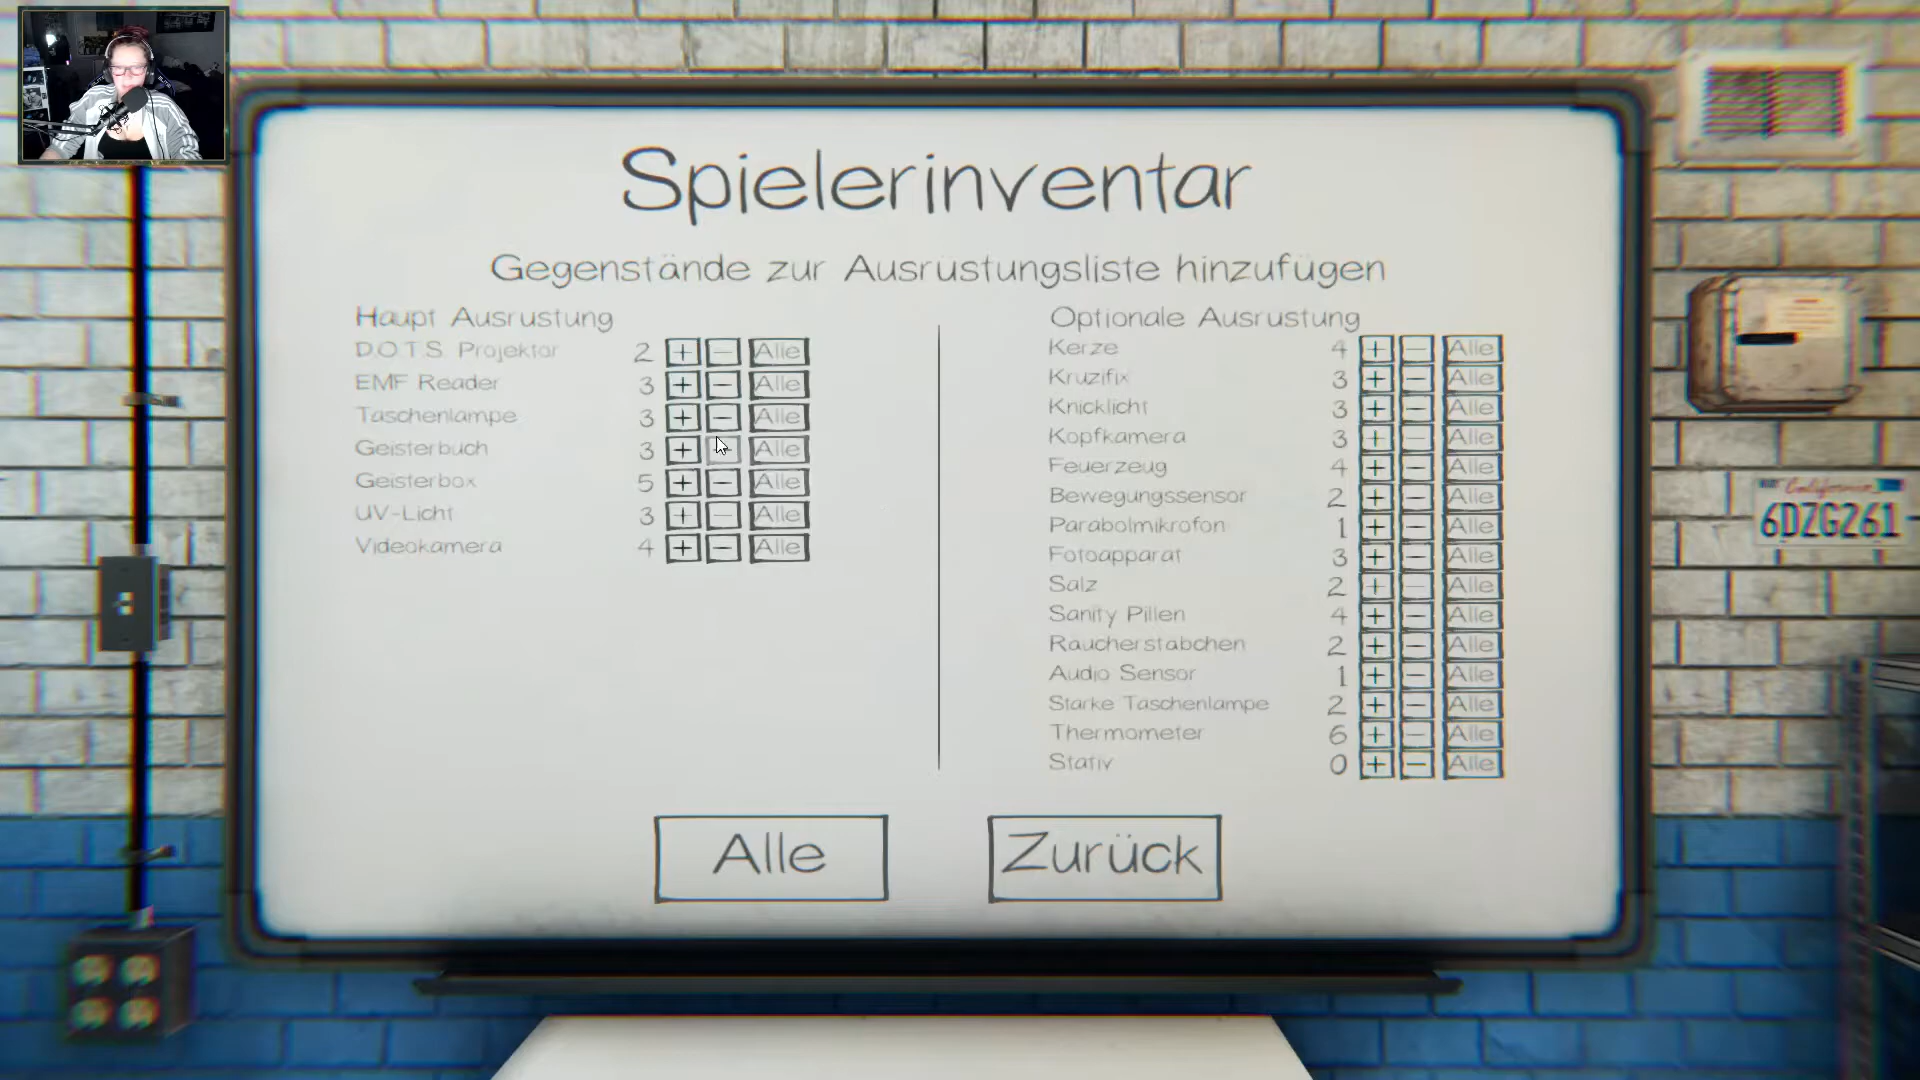 Spielerinventar
Gegenstände zur Ausrüstungsliste hinzufügen
Haupt Ausrüstung
D.O.T.S. Projektor 2 + - Alle
EMF Reader 3 + - Alle
Taschenlampe 3 + - Alle
Geisterbuch 3 + - Alle
Geisterbox 5 + - Alle
UV-Licht 3 + - Alle
Videokamera 4 + - Alle
Optionale Ausrüstung
Kerze 4 + - Alle
Kruzifix 3 + - Alle
Knicklicht 3 + - Alle
Kopfkamera 3 + - Alle
Feuerzeug 4 + - Alle
Bewegungssensor 2 + - Alle
Parabolmikrofon 1 + - Alle
Fotoapparat 3 + - Alle
Salz 2 + - Alle
Sanity Pillen 4 + - Alle
Räucherstäbchen 2 + - Alle
Audio Sensor 1 + - Alle
Starke Taschenlampe 2 + - Alle
Thermometer 6 + - Alle
Stativ 0 + - Alle
Alle
Zurück
California
6DZG261